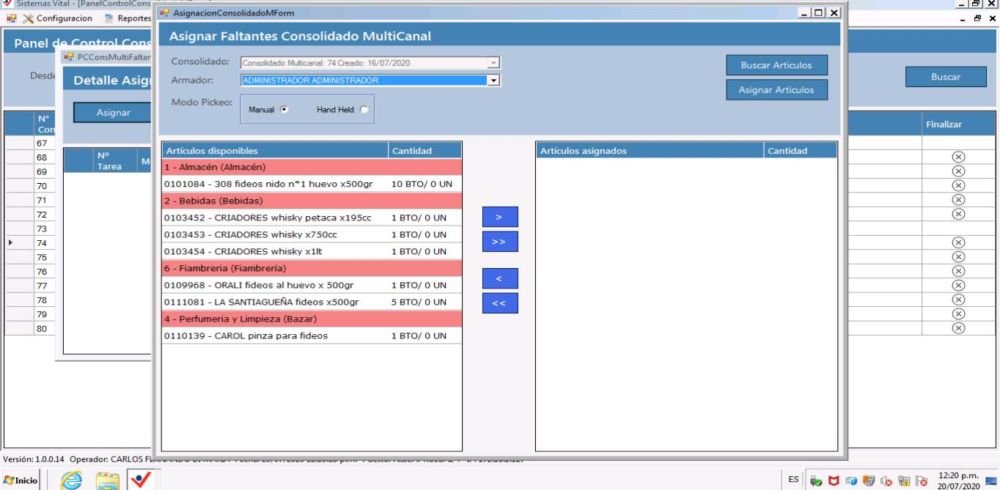 Sistemas Vital - [PanelControlCons
Configuracion Reportes
Panel de Control Cons
Desde
Buscar
PCConsMultiFaltan
Detalle Asig
Asignar
Nº Tarea
N° Con Finalizar
67
68
69
70
71
72
73
74
75
76
77
78
79
80
AsignacionConsolidadoMForm
Asignar Faltantes Consolidado MultiCanal
Consolidado: Consolidado Multicanal: 74 Creado: 16/07/2020
Buscar Articulos
Armador: ADMINISTRADOR ADMINISTRADOR
Asignar Articulos
Modo Pickeo: Manual Hand Held
Artículos disponibles Cantidad
1 - Almacén (Almacén)
0101084 - 308 fideos nido n*1 huevo x500gr 10 BTO/ 0 UN
2 - Bebidas (Bebidas)
0103452 - CRIADORES whisky petaca x195cc 1 BTO/ 0 UN
0103453 - CRIADORES whisky x750cc 1 BTO/ 0 UN
0103454 - CRIADORES whisky x1lt 1 BTO/ 0 UN
6 - Fiambreria (Fiambrería)
0109968 - ORALI fideos al huevo x 500gr 1 BTO/ 0 UN
0111081 - LA SANTIAGUEÑA fideos x500gr 5 BTO/ 0 UN
4 - Perfumeria y Limpieza (Bazar)
0110139 - CAROL pinza para fideos 1 BTO/ 0 UN
>
>>
<
<<
Artículos asignados Cantidad
Versión: 1.0.0.14 Operador: CARLOS
Inicio
ES
12:20 p.m.
20/07/2020